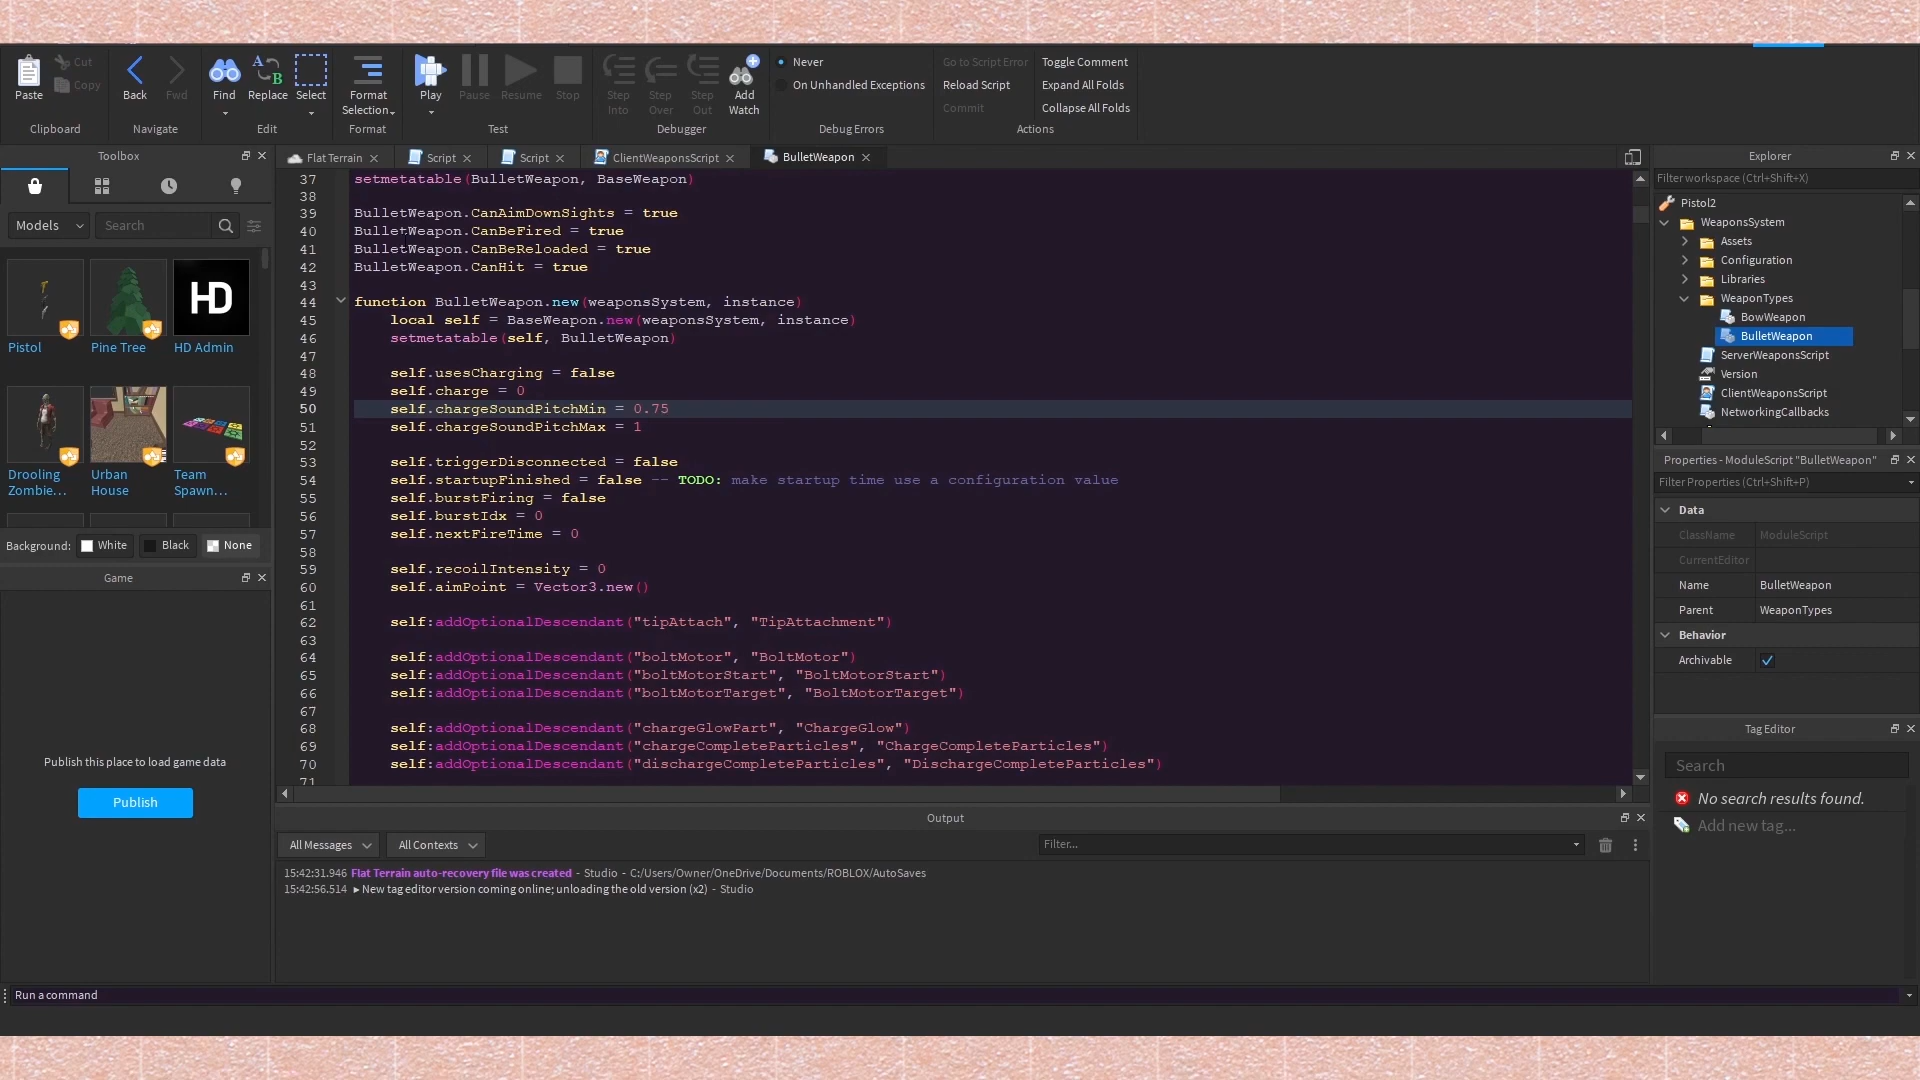 Paste
Cut
Copy
Clipboard
Back
Fwd
Navigate
Find
Replace
Select
Edit
Format
Selection
Format
Play
Pause
Resume
Stop
Test
Step
Into
Step
Over
Step
Out
Add
Watch
Debugger
Never
On Unhandled Exceptions
Debug Errors
Go to Script Error
Reload Script
Commit
Toggle Comment
Expand All Folds
Collapse All Folds
Actions
Toolbox
Models
Search
Pistol
Pine Tree
HD
HD Admin
Drooling
Zombie...
Urban
House
Team
Spawn...
Background: White Black None
Game
Publish this place to load game data
Publish
Flat Terrain
Script
Script
ClientWeaponsScript
BulletWeapon
37 setmetatable(BulletWeapon, BaseWeapon)
38
39 BulletWeapon.CanAimDownSights = true
40 BulletWeapon.CanBeFired = true
41 BulletWeapon.CanBeReloaded = true
42 BulletWeapon.CanHit = true
43
44 function BulletWeapon.new(weaponsSystem, instance)
45 local self = BaseWeapon.new(weaponsSystem, instance)
46 setmetatable(self, BulletWeapon)
47
48 self.usesCharging = false
49 self.charge = 0
50 self.chargeSoundPitchMin = 0.75
51 self.chargeSoundPitchMax = 1
52
53 self.triggerDisconnected = false
54 self.startupFinished = false -- TODO: make startup time use a configuration value
55 self.burstFiring = false
56 self.burstIdx = 0
57 self.nextFireTime = 0
58
59 self.recoilIntensity = 0
60 self.aimPoint = Vector3.new()
61
62 self:addOptionalDescendant("tipAttach", "TipAttachment")
63
64 self:addOptionalDescendant("boltMotor", "BoltMotor")
65 self:addOptionalDescendant("boltMotorStart", "BoltMotorStart")
66 self:addOptionalDescendant("boltMotorTarget", "BoltMotorTarget")
67
68 self:addOptionalDescendant("chargeGlowPart", "ChargeGlow")
69 self:addOptionalDescendant("chargeCompleteParticles", "ChargeCompleteParticles")
70 self:addOptionalDescendant("dischargeCompleteParticles", "DischargeCompleteParticles")
71
Output
All Messages
All Contexts
Filter...
15:42:31.946 Flat Terrain auto-recovery file was created - Studio - C:/Users/Owner/OneDrive/Documents/ROBLOX/AutoSaves
15:42:56.514 ▸ New tag editor version coming online; unloading the old version (x2) - Studio
Run a command
Explorer
Filter workspace (Ctrl+Shift+X)
Pistol2
WeaponsSystem
Assets
Configuration
Libraries
WeaponTypes
BowWeapon
BulletWeapon
ServerWeaponsScript
Version
ClientWeaponsScript
NetworkingCallbacks
Properties - ModuleScript "BulletWeapon"
Filter Properties (Ctrl+Shift+P)
Data
ClassName ModuleScript
CurrentEditor
Name BulletWeapon
Parent WeaponTypes
Behavior
Archivable
Tag Editor
Search
No search results found.
Add new tag...